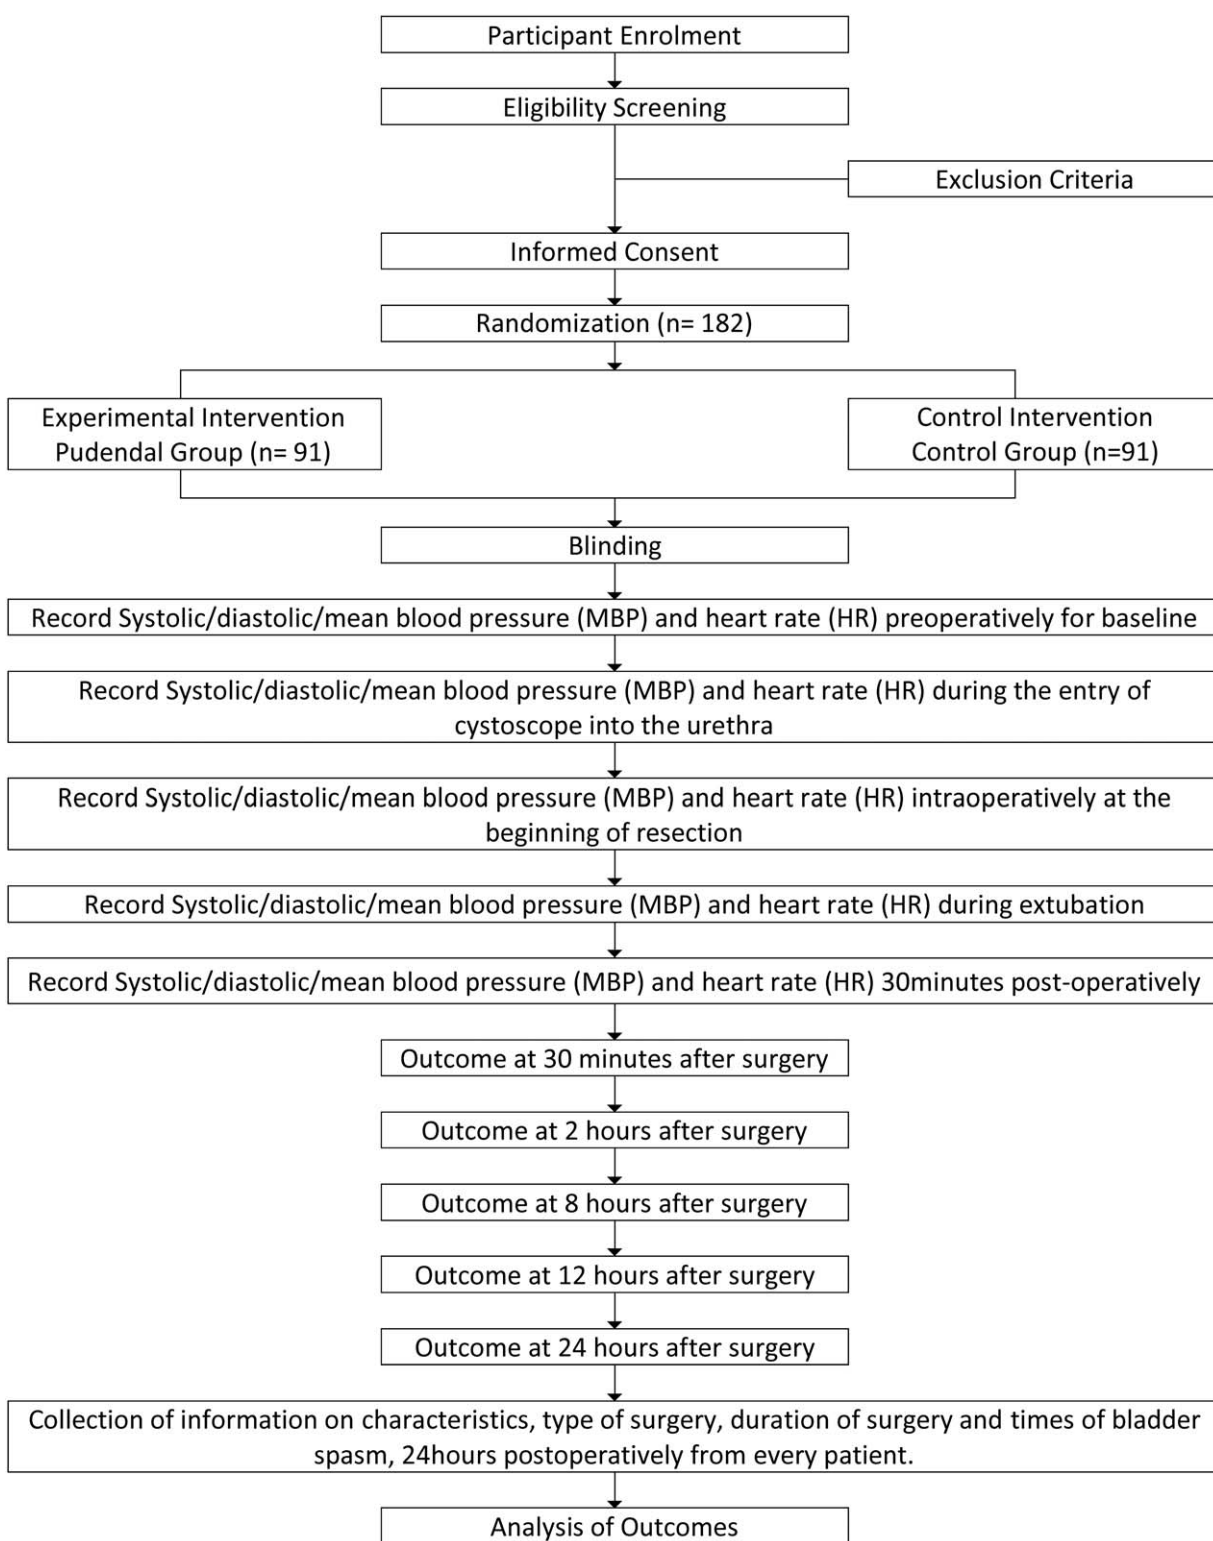 Participant Enrolment
Eligibility Screening
Exclusion Criteria
Informed Consent
Randomization (n= 182)
Experimental Intervention
Pudendal Group (n= 91)
Control Intervention
Control Group (n=91)
Blinding
Record Systolic/diastolic/mean blood pressure (MBP) and heart rate (HR) preoperatively for baseline
Record Systolic/diastolic/mean blood pressure (MBP) and heart rate (HR) during the entry of
cystoscope into the urethra
Record Systolic/diastolic/mean blood pressure (MBP) and heart rate (HR) intraoperatively at the
beginning of resection
Record Systolic/diastolic/mean blood pressure (MBP) and heart rate (HR) during extubation
Record Systolic/diastolic/mean blood pressure (MBP) and heart rate (HR) 30minutes post-operatively
Outcome at 30 minutes after surgery
Outcome at 2 hours after surgery
Outcome at 8 hours after surgery
Outcome at 12 hours after surgery
Outcome at 24 hours after surgery
Collection of information on characteristics, type of surgery, duration of surgery and times of bladder
spasm, 24hours postoperatively from every patient.
Analysis of Outcomes